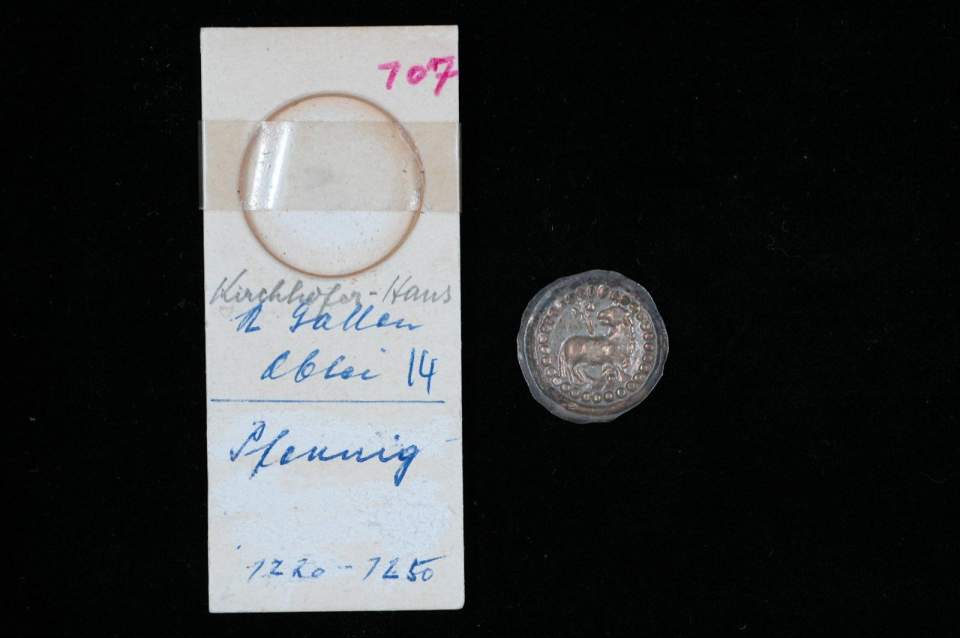 707
Kirchhofer-Haus
St Gallen
Abtei 14
Pfennig
1220-1250